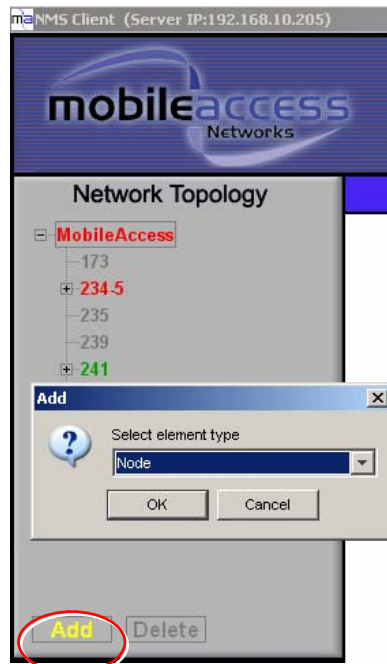 ma NMS Client (Server IP:192.168.10.205)
mobileaccess
Networks
Network Topology
MobileAccess
173
234-5
235
239
241
Add
Select element type
Node
OK Cancel
Add Delete